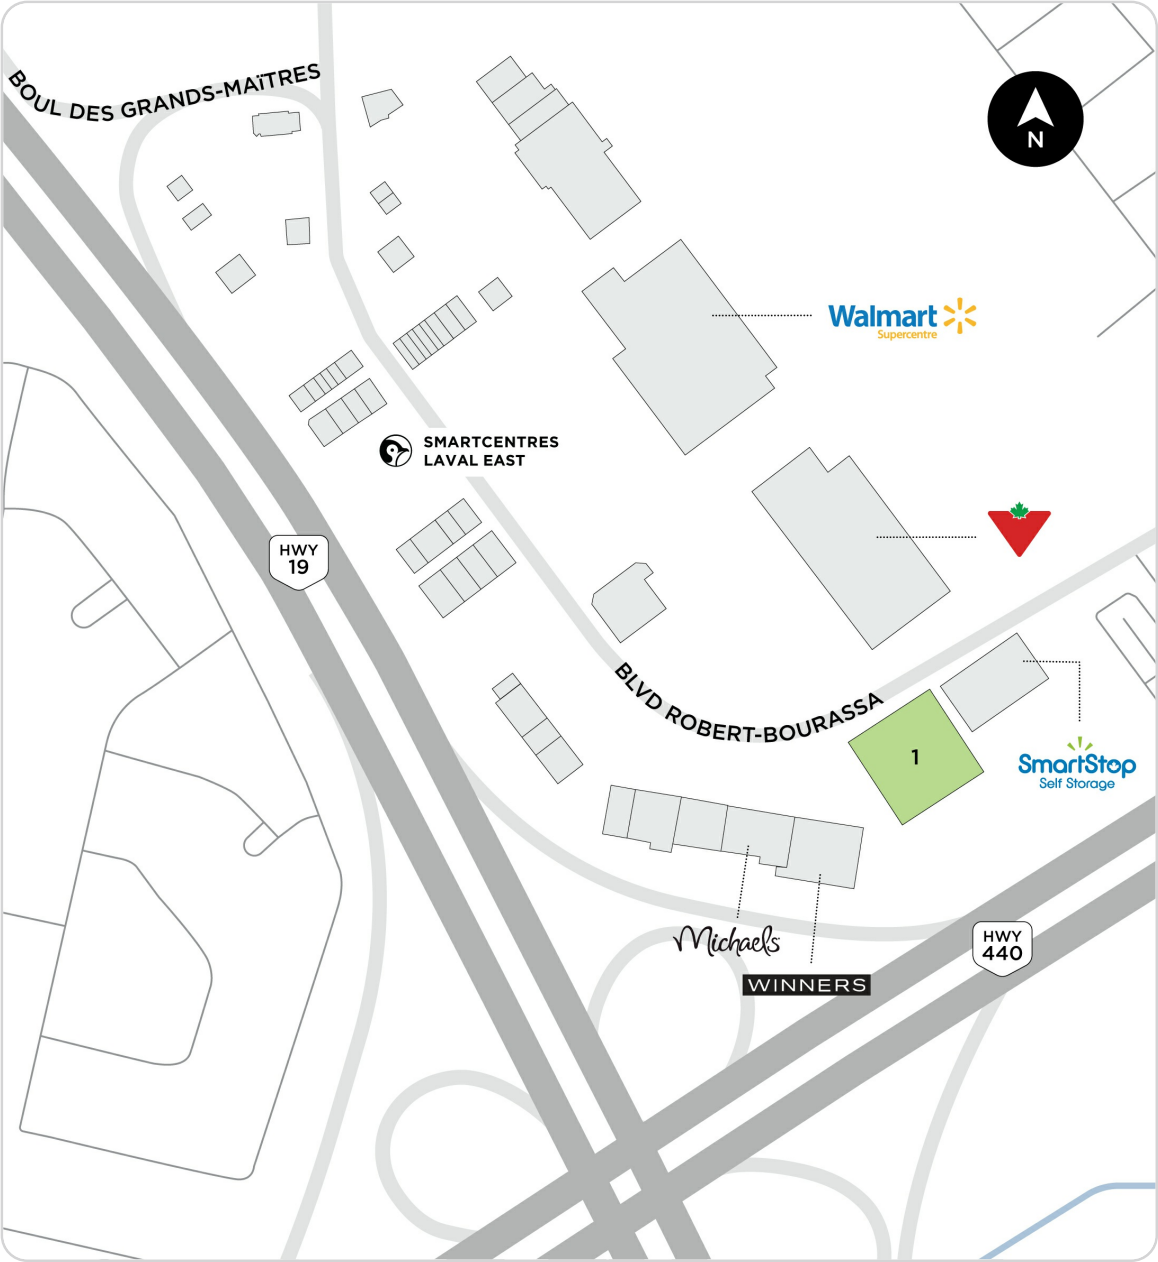 BOUL DES GRANDS-MAÏTRES
N
Walmart
Supercentre
SMARTCENTRES
LAVAL EAST
HWY
19
BLVD ROBERT-BOURASSA
1
SmartStop
Self Storage
Michaels
HWY
440
WINNERS